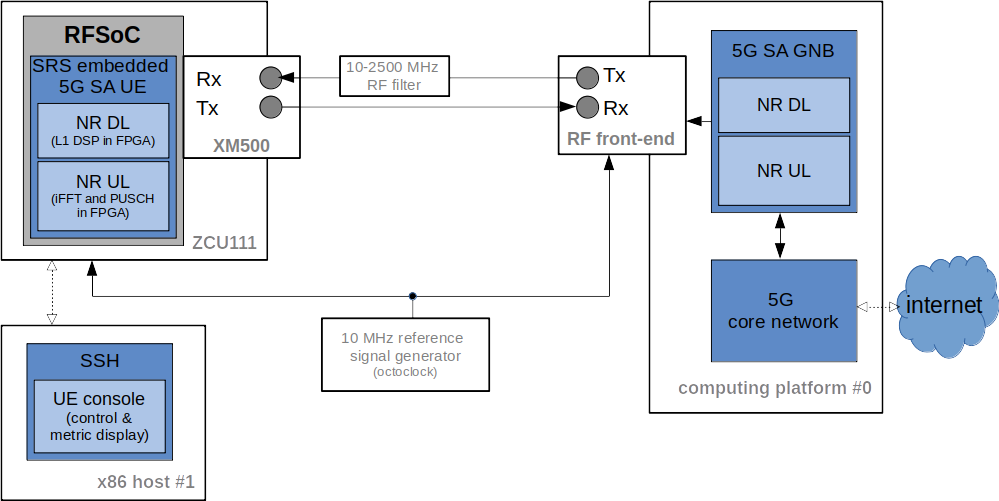 RFSoC
SRS embedded
5G SA UE
NR DL
(L1 DSP in FPGA)
NR UL
(iFFT and PUSCH
in FPGA)
ZCU111
Rx
Tx
XM500
10-2500 MHz
RF filter
Tx
Rx
RF front-end
5G SA GNB
NR DL
NR UL
5G
core network
computing platform #0
internet
10 MHz reference
signal generator
(octoclock)
SSH
UE console
(control &
metric display)
x86 host #1